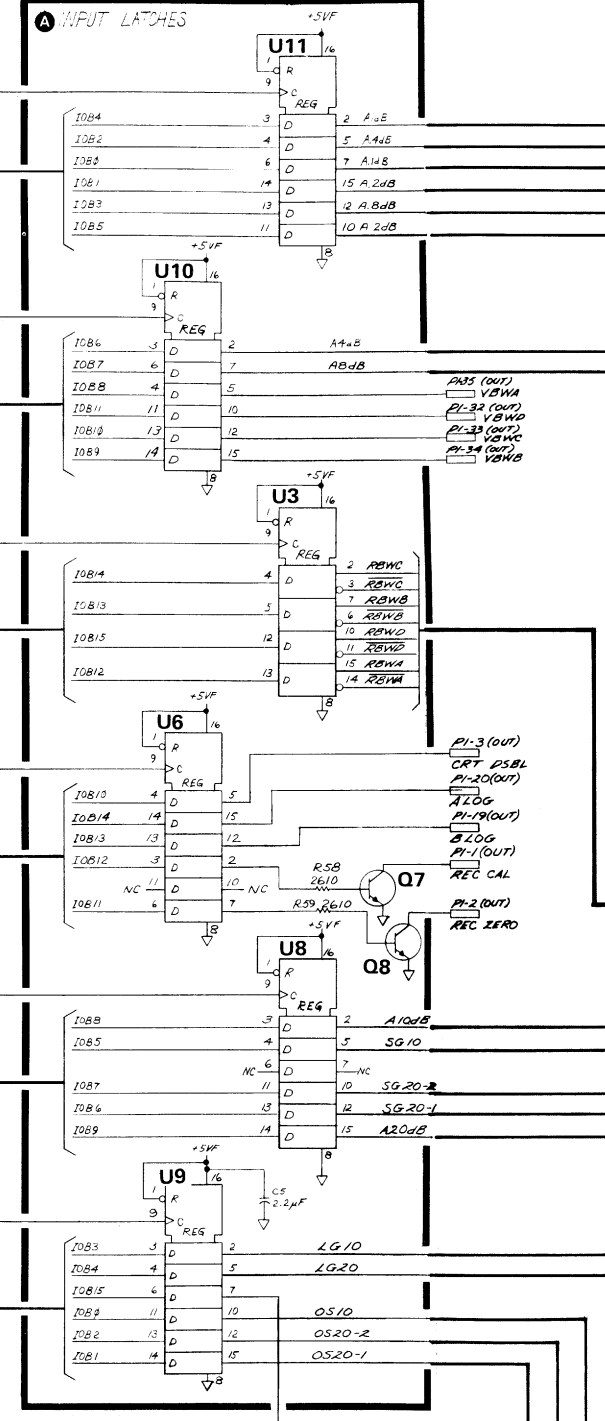 A INPUT LATCHES
+5VF
U11
16
1 R
9 C
REG
IOB4 3 D 2 A.1dB
IOB2 4 D 5 A.4dB
IOB0 6 D 7 A.1dB
IOB1 14 D 15 A.2dB
IOB3 13 D 12 A.8dB
IOB5 11 D 10 A 2dB
8
+5VF
U10
16
1 R
9 C
REG
IOB6 3 D 2 A4dB
IOB7 6 D 7 A8dB
IOB8 4 D 5 P1-35 (OUT) VBWA
IOB11 11 D 10 P1-32 (OUT) VBWD
IOB10 13 D 12 P1-33 (OUT) VBWC
IOB9 14 D 15 P1-34 (OUT) VBWB
8
+5VF
U3
16
1 R
9 C
REG
IOB14 4 D 2 RBWC
3 RBWC
IOB13 5 D 7 RBWB
6 RBWB
IOB15 12 D 10 RBWD
11 RBWD
IOB12 13 D 15 RBWA
14 RBWA
8
+5VF
U6
16
1 R
9 C
REG
IOB10 4 D 5 P1-3 (OUT) CRT DSBL
IOB14 14 D 15 P1-20 (OUT) ALOG
IOB13 13 D 12 P1-19 (OUT) BLOG
IOB12 3 D 2 R58 2610 Q7 P1-1 (OUT) REC CAL
NC 11 D 10 NC
IOB11 6 D 7 R59 2610 Q8 P1-2 (OUT) REC ZERO
8
+5VF
U8
16
1 R
9 C
REG
IOB8 3 D 2 A10dB
IOB5 4 D 5 SG10
NC 6 D 7 NC
IOB7 11 D 10 SG20-2
IOB6 13 D 12 SG20-1
IOB9 14 D 15 A20dB
8
+5VF
U9
16
1 R
C5
2.2µF
9 C
REG
IOB3 3 D 2 LG10
IOB4 4 D 5 LG20
IOB15 6 D 7
IOB0 11 D 10 OS10
IOB2 13 D 12 OS20-2
IOB1 14 D 15 OS20-1
8